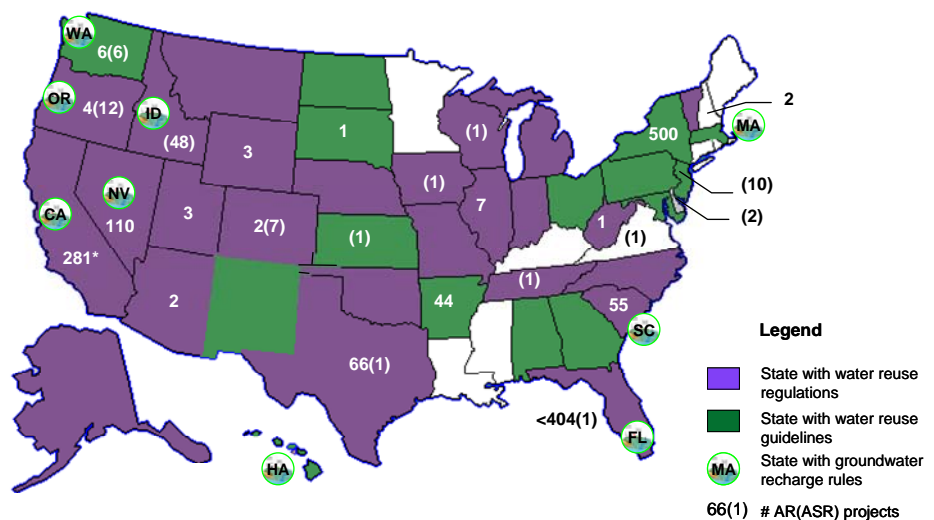 WA
6(6)
OR
4(12)
ID
(48)
3
1
(1)
500
2
MA
(10)
(2)
CA
281*
NV
110
3
2(7)
(1)
(1)
7
1
(1)
2
44
(1)
55
SC
66(1)
<404(1)
FL
HA
Legend
State with water reuse
regulations
State with water reuse
guidelines
MA
State with groundwater
recharge rules
66(1) # AR(ASR) projects